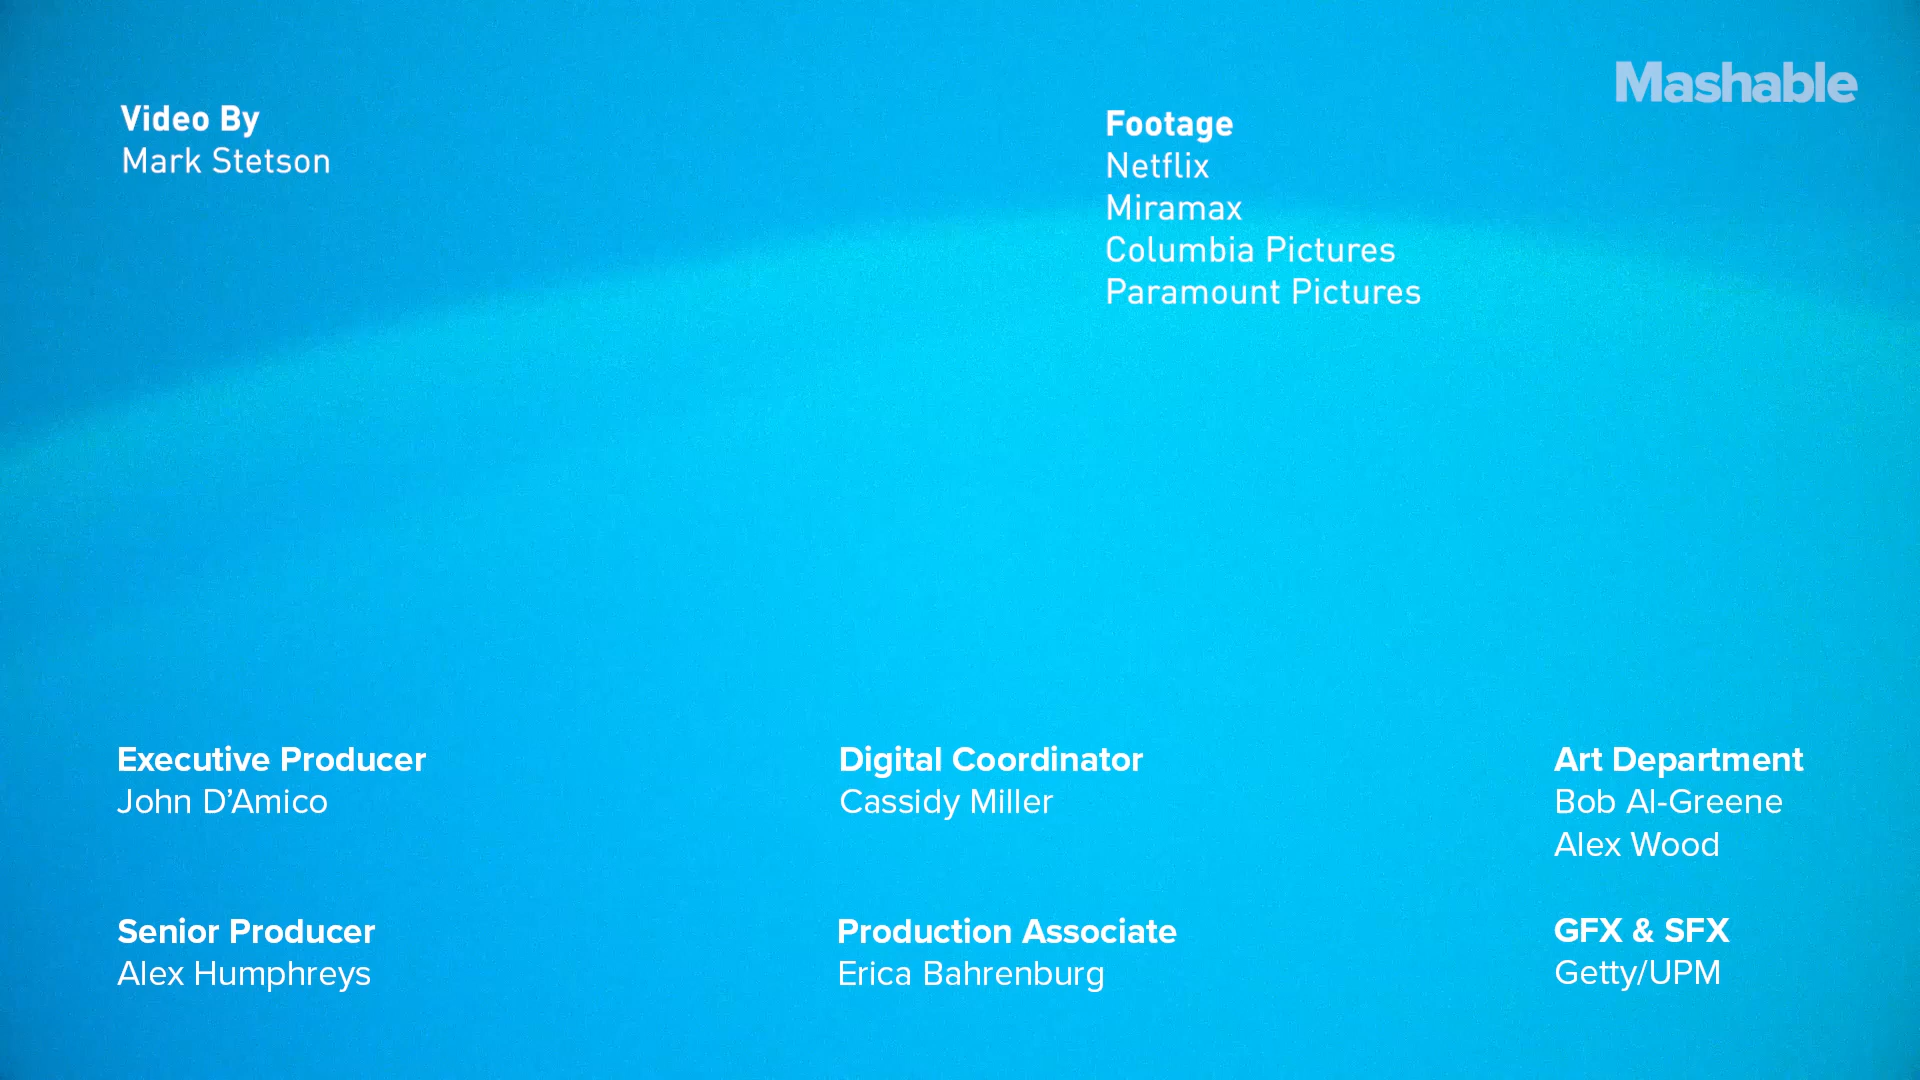 Mashable
Video By
Mark Stetson
Footage
Netflix
Miramax
Columbia Pictures
Paramount Pictures
Executive Producer
John D’Amico
Digital Coordinator
Cassidy Miller
Art Department
Bob Al-Greene
Alex Wood
Senior Producer
Alex Humphreys
Production Associate
Erica Bahrenburg
GFX & SFX
Getty/UPM